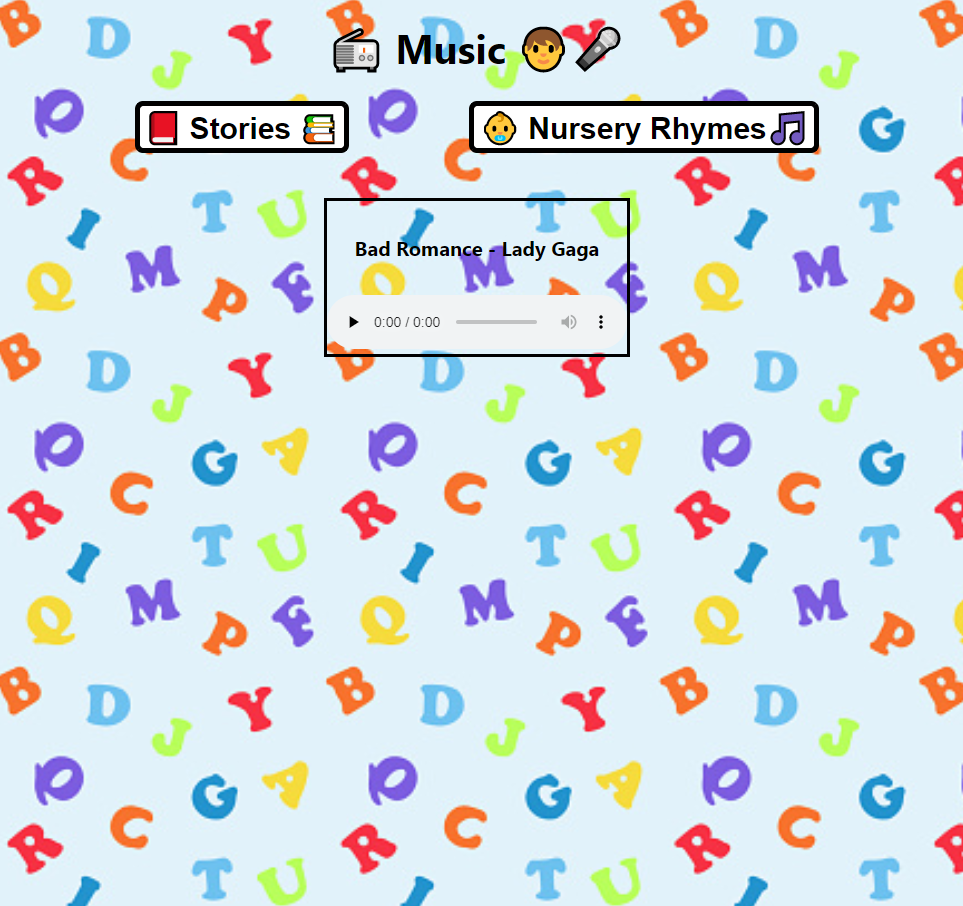 📻 Music 👦🎤
📕 Stories 📚
👶 Nursery Rhymes🎵
Bad Romance - Lady Gaga
0:00 / 0:00